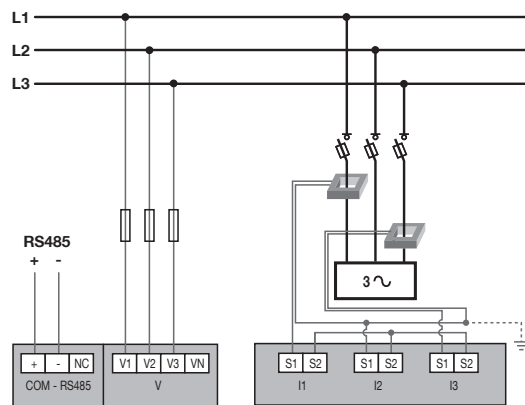 L1
L2
L3
RS485
+ -
3
+ - NC
V1 V2 V3 VN
S1 S2
S1 S2
S1 S2
COM - RS485
V
I1
I2
I3